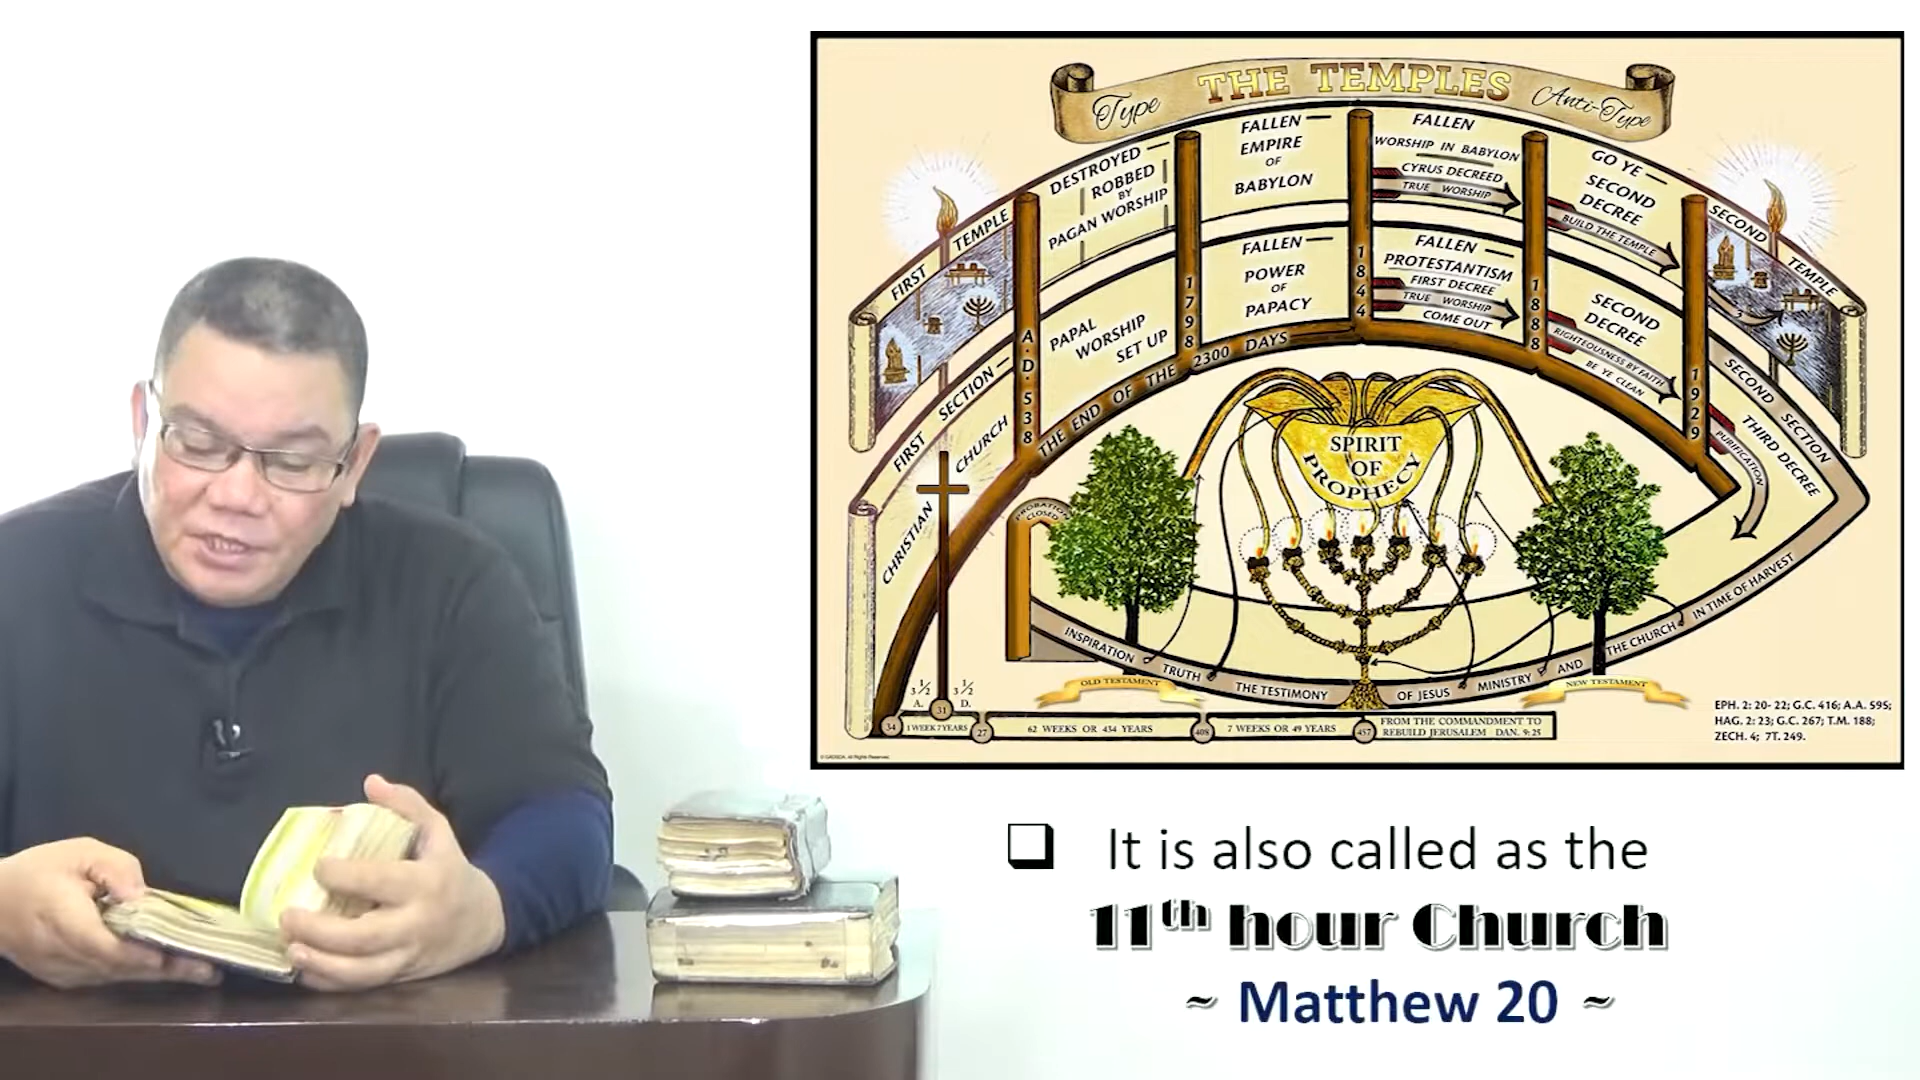 THE TEMPLES
Type
Anti-Type
FIRST TEMPLE
DESTROYED
ROBBED
BY
PAGAN WORSHIP
FALLEN
EMPIRE
OF
BABYLON
FALLEN
WORSHIP IN BABYLON
CYRUS DECREED
TRUE WORSHIP
GO YE
SECOND
DECREE
BUILD THE TEMPLE
SECOND TEMPLE
FIRST SECTION
CHRISTIAN CHURCH
A.D. 538
PAPAL
WORSHIP
SET UP
1798
FALLEN
POWER
OF
PAPACY
1844
FALLEN
PROTESTANTISM
FIRST DECREE
TRUE WORSHIP
COME OUT
1888
SECOND
DECREE
RIGHTEOUSNESS BY FAITH
BE YE CLEAN
1929
SECOND SECTION
THIRD DECREE
PURIFICATION
THE END OF THE 2300 DAYS
SPIRIT
OF
PROPHECY
PROBATION
CLOSED
INSPIRATION TRUTH THE TESTIMONY OF JESUS MINISTRY AND THE CHURCH IN TIME OF HARVEST
OLD TESTAMENT
NEW TESTAMENT
3 1/2 3 1/2
A. D.
31
34 1 WEEK 7 YEARS 27 62 WEEKS OR 434 YEARS 408 7 WEEKS OR 49 YEARS 457
FROM THE COMMANDMENT TO
REBUILD JERUSALEM DAN. 9:25
EPH. 2: 20- 22; G.C. 416; A.A. 595;
HAG. 2: 23; G.C. 267; T.M. 188;
ZECH. 4; 7T. 249.
It is also called as the
11th hour Church
~ Matthew 20 ~